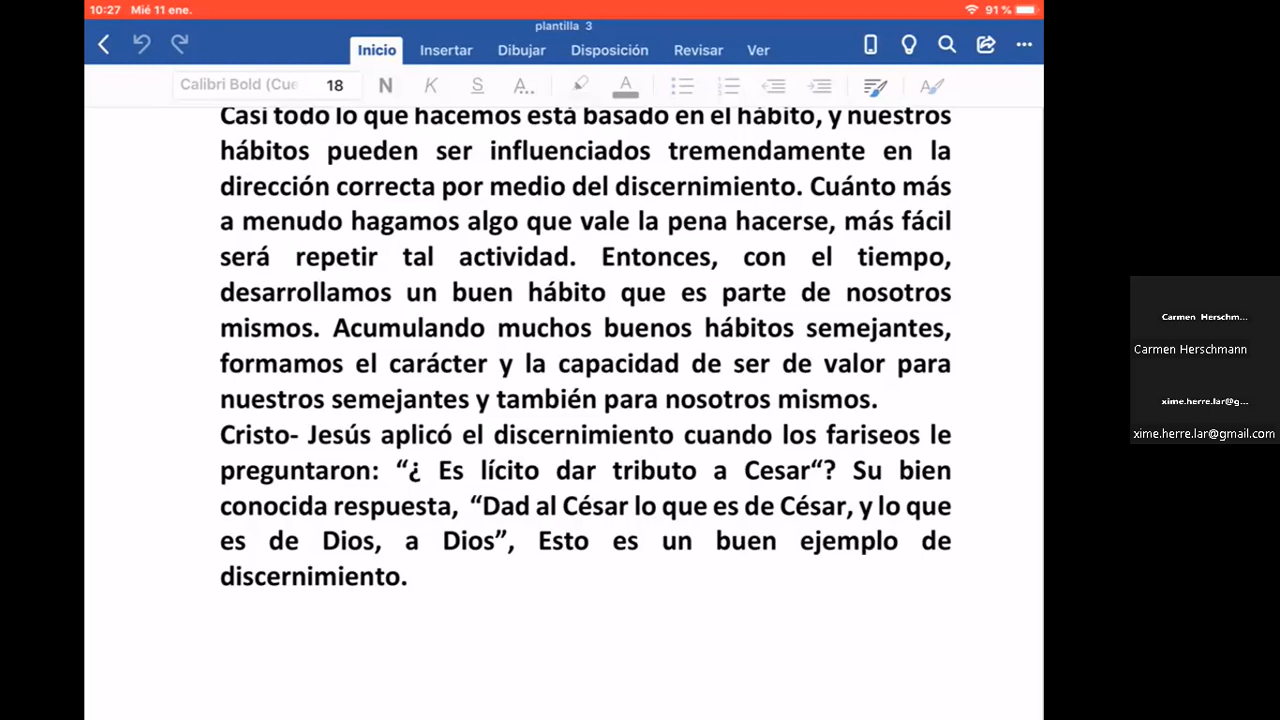 10:27 Mié 11 ene.
91 %
plantilla 3
Inicio Insertar Dibujar Disposición Revisar Ver
Calibri Bold (Cue 18 N K S A... A
Casi todo lo que hacemos está basado en el hábito, y nuestros
hábitos pueden ser influenciados tremendamente en la
dirección correcta por medio del discernimiento. Cuánto más
a menudo hagamos algo que vale la pena hacerse, más fácil
será repetir tal actividad. Entonces, con el tiempo,
desarrollamos un buen hábito que es parte de nosotros
mismos. Acumulando muchos buenos hábitos semejantes,
formamos el carácter y la capacidad de ser de valor para
nuestros semejantes y también para nosotros mismos.
Cristo- Jesús aplicó el discernimiento cuando los fariseos le
preguntaron: “¿ Es lícito dar tributo a Cesar“? Su bien
conocida respuesta, “Dad al César lo que es de César, y lo que
es de Dios, a Dios”, Esto es un buen ejemplo de
discernimiento.
Carmen Herschm...
Carmen Herschmann
xime.herre.lar@g...
xime.herre.lar@gmail.com